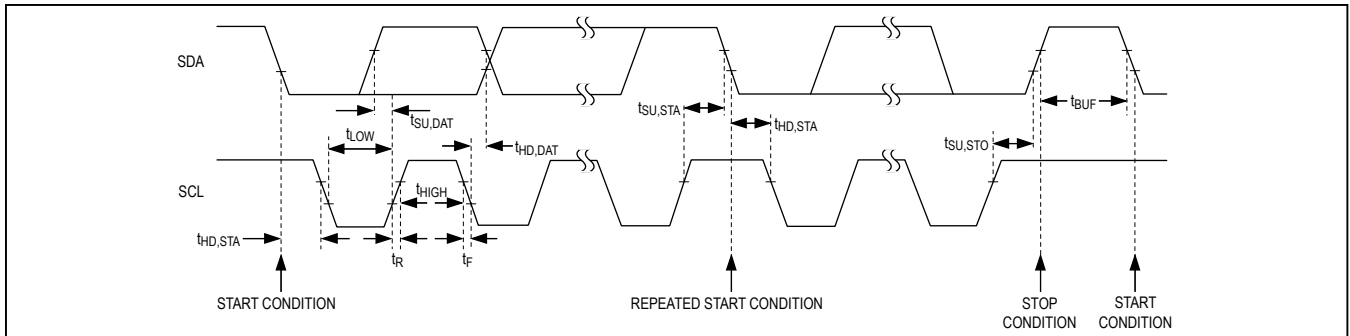 SDA
tSU,STA
tBUF
tSU,DAT
tHD,STA
tLOW
tHD,DAT
tSU,STO
SCL
tHIGH
tHD,STA
tR
tF
START CONDITION
REPEATED START CONDITION
STOP
CONDITION
START
CONDITION